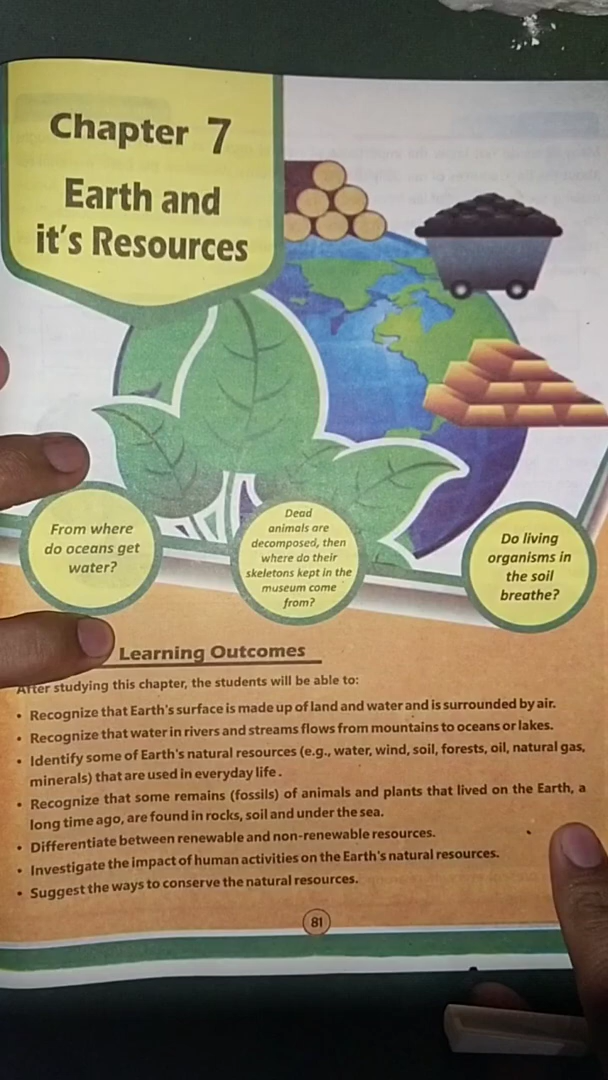 Chapter 7
Earth and
it's Resources
From where
do oceans get
water?
Dead
animals are
decomposed, then
where do their
skeletons kept in the
museum come
from?
Do living
organisms in
the soil
breathe?
Learning Outcomes
After studying this chapter, the students will be able to:
• Recognize that Earth's surface is made up of land and water and is surrounded by air.
• Recognize that water in rivers and streams flows from mountains to oceans or lakes.
• Identify some of Earth's natural resources (e.g., water, wind, soil, forests, oil, natural gas,
minerals) that are used in everyday life.
• Recognize that some remains (fossils) of animals and plants that lived on the Earth, a
long time ago, are found in rocks, soil and under the sea.
• Differentiate between renewable and non-renewable resources.
• Investigate the impact of human activities on the Earth's natural resources.
• Suggest the ways to conserve the natural resources.
81